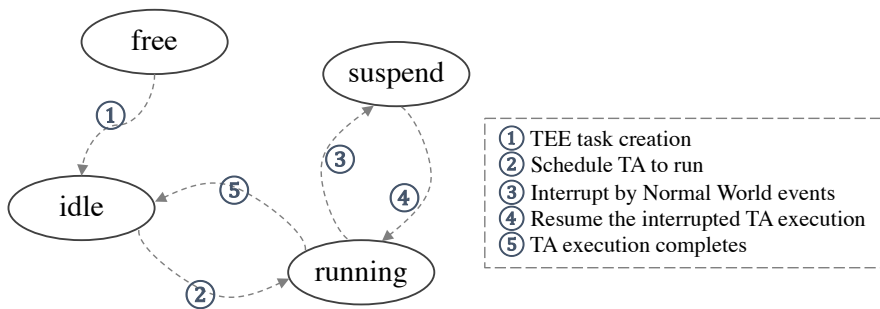 free
suspend
①
① TEE task creation
② Schedule TA to run
③
③ Interrupt by Normal World events
⑤
④
④ Resume the interrupted TA execution
idle
⑤ TA execution completes
running
②